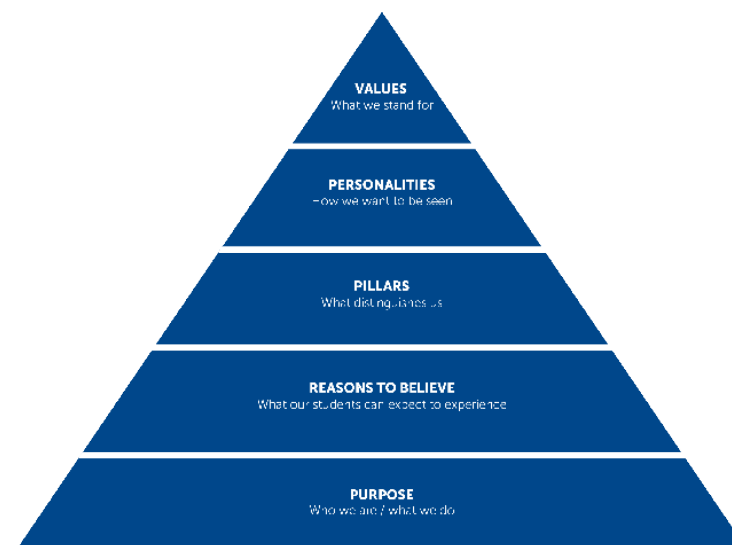 VALUES
What we stand for
PERSONALITIES
How we want to be seen
PILLARS
What distinguishes us
REASONS TO BELIEVE
What our students can expect to experience
PURPOSE
Who we are / what we do